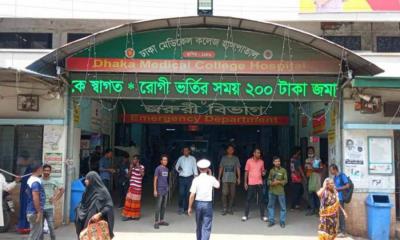 ঢাকা মেডিকেল কলেজ হাসপাতাল
Dhaka Medical College Hospital
কে স্বাগত * রোগী ভর্তির সময় ২০০ টাকা জমা
জরুরী বিভাগ
Emergency Department